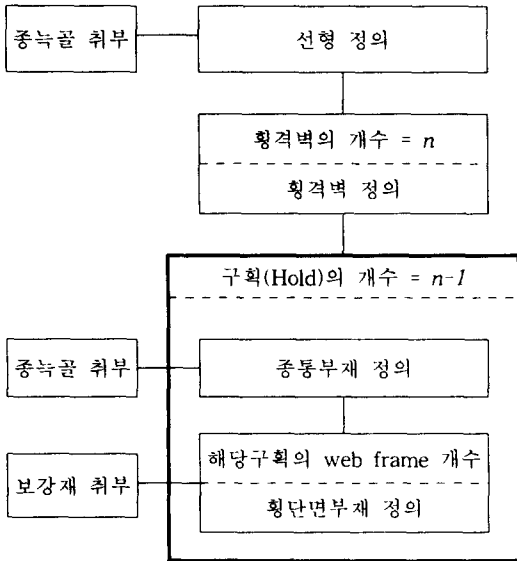 종늑골 취부
선형 정의
횡격벽의 개수 = n
횡격벽 정의
구획(Hold)의 개수 = n-1
종늑골 취부
종통부재 정의
해당구획의 web frame 개수
보강재 취부
횡단면부재 정의